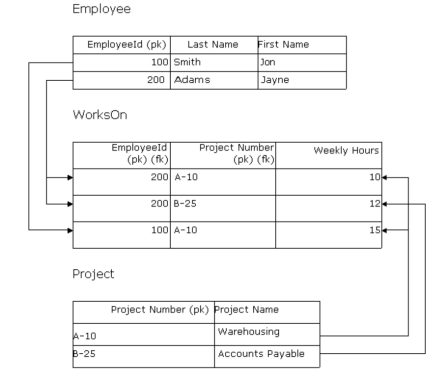 Employee
EmployeeId (pk) Last Name First Name
100 Smith Jon
200 Adams Jayne
WorksOn
EmployeeId (pk) (fk) Project Number (pk) (fk) Weekly Hours
200 A-10 10
200 B-25 12
100 A-10 15
Project
Project Number (pk) Project Name
A-10 Warehousing
B-25 Accounts Payable